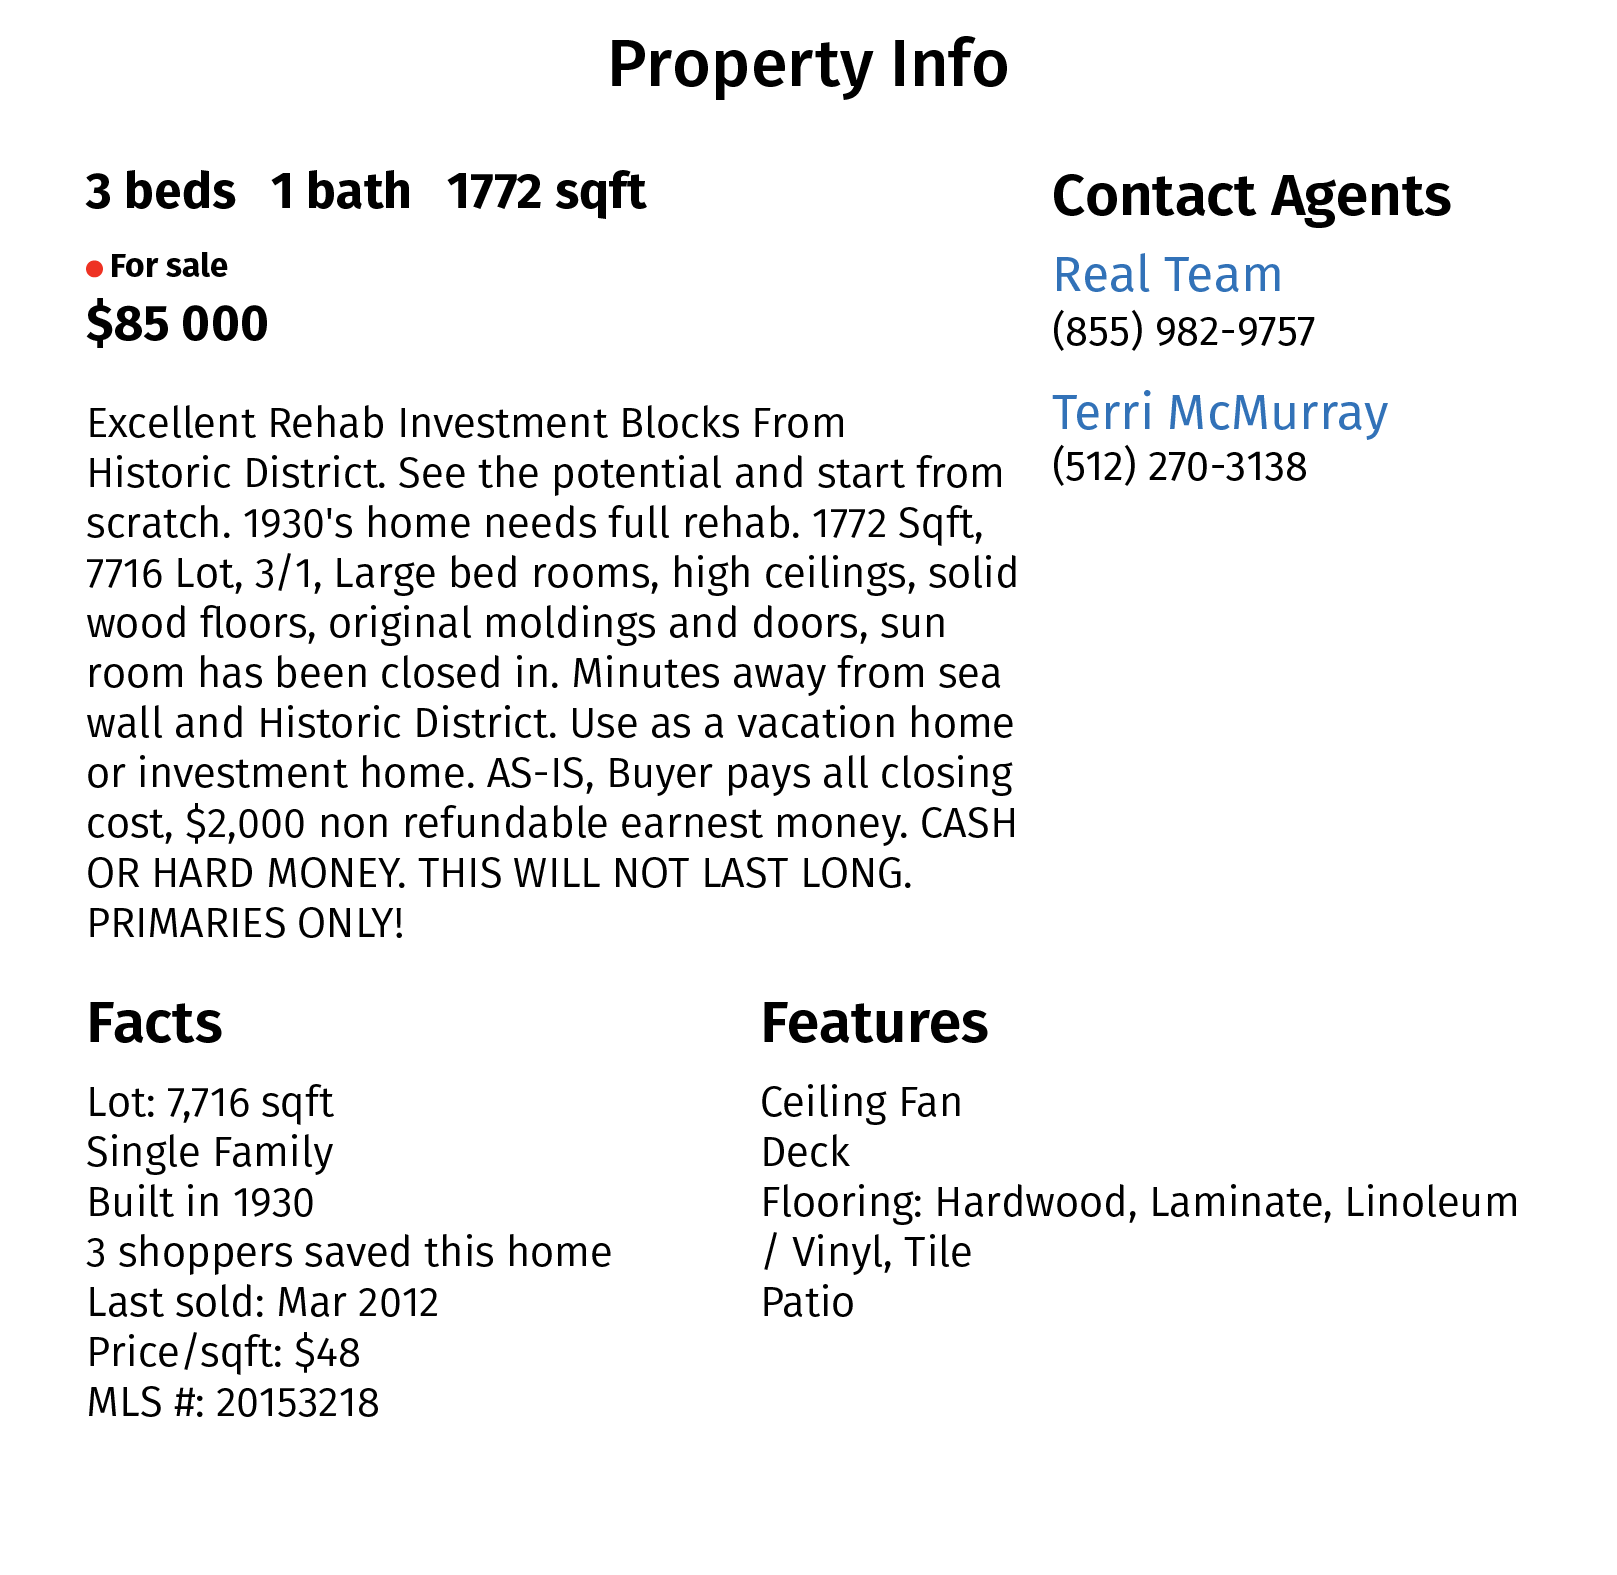 Property Info
3 beds 1 bath 1772 sqft
For sale
$85 000
Excellent Rehab Investment Blocks From
Historic District. See the potential and start from
scratch. 1930's home needs full rehab. 1772 Sqft,
7716 Lot, 3/1, Large bed rooms, high ceilings, solid
wood floors, original moldings and doors, sun
room has been closed in. Minutes away from sea
wall and Historic District. Use as a vacation home
or investment home. AS-IS, Buyer pays all closing
cost, $2,000 non refundable earnest money. CASH
OR HARD MONEY. THIS WILL NOT LAST LONG.
PRIMARIES ONLY!
Contact Agents
Real Team
(855) 982-9757
Terri McMurray
(512) 270-3138
Facts
Lot: 7,716 sqft
Single Family
Built in 1930
3 shoppers saved this home
Last sold: Mar 2012
Price/sqft: $48
MLS #: 20153218
Features
Ceiling Fan
Deck
Flooring: Hardwood, Laminate, Linoleum
/ Vinyl, Tile
Patio